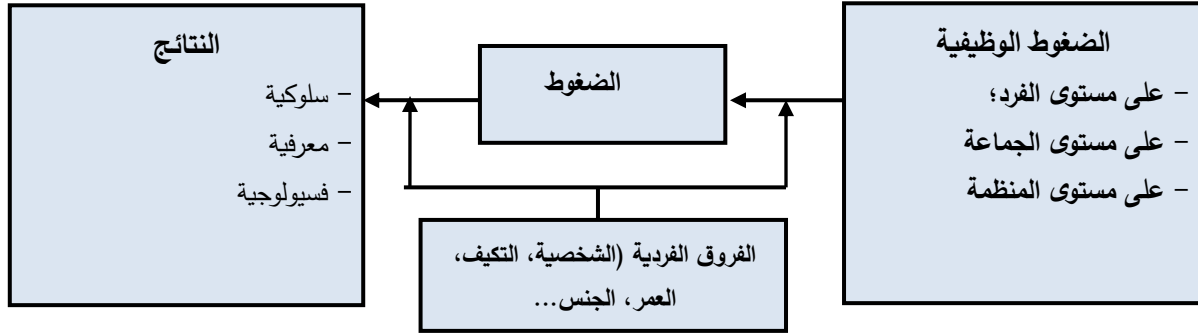 الضغوط الوظيفية
- على مستوى الفرد؛
- على مستوى الجماعة
- على مستوى المنظمة
الضغوط
النتائج
- سلوكية
- معرفية
- فسيولوجية
الفروق الفردية (الشخصية، التكيف،
العمر، الجنس...